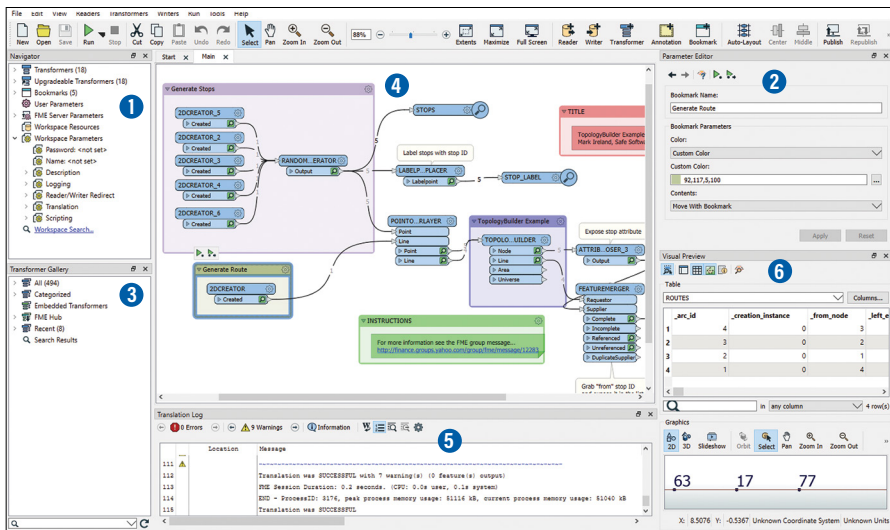 File Edit View Readers Transformers Writers Run Tools Help
New Open Save Run Stop Cut Copy Paste Undo Redo Select Pan Zoom In 88% Zoom Out Extents Maximize Full Screen Reader Writer Transformer Annotation Bookmark Auto-Layout Center Middle Publish Republish
Navigator
Transformers (18)
Upgradeable Transformers (18)
Bookmarks (5)
User Parameters
FME Server Parameters
Workspace Resources
Workspace Parameters
Password: <not set>
Name: <not set>
Description
Logging
Reader/Writer Redirect
Translation
Scripting
Workspace Search...
1
Transformer Gallery
All (494)
Categorized
Embedded Transformers
FME Hub
Recent (8)
Search Results
3
Start Main
4
Generate Stops
2DCREATOR_5
Created
2DCREATOR_2
Created
2DCREATOR_3
Created
2DCREATOR_4
Created
2DCREATOR_6
Created
RANDOM...ERATOR
Output
STOPS
Label stops with stop ID
LABELP...PLACER
Labelpoint
STOP_LABEL
TITLE
TopologyBuilder Example
Mark Ireland, Safe Softw
POINTO...RLAYER
Point
Line
Point
Line
TopologyBuilder Example
TOPOLO...UILDER
Node
Line
Area
Universe
Expose stop attribute
ATTRIB...OSER_3
Output
FEATUREMERGER
Requestor
Supplier
Complete
Incomplete
Referenced
Unreferenced
DuplicateSupplier
Grab "from" stop ID
Generate Route
2DCREATOR
Created
INSTRUCTIONS
For more information see the FME group message...
http://finance.groups.yahoo.com/group/fme/message/12281
Translation Log
0 Errors 9 Warnings Information
5
Location Message
111
112 Translation was SUCCESSFUL with 7 warning(s) (0 feature(s) output)
113 FME Session Duration: 0.2 seconds. (CPU: 0.0s user, 0.1s system)
114 END - ProcessID: 3176, peak process memory usage: 51116 kB, current process memory usage: 51040 kB
115 Translation was SUCCESSFUL
Parameter Editor
2
Bookmark Name:
Generate Route
Bookmark Parameters
Color:
Custom Color
Custom Color:
92,117,5,100
...
Contents:
Move With Bookmark
Apply Reset
Visual Preview
6
Table
ROUTES Columns...
_arc_id _creation_instance _from_node _left_e
1 4 0 3
2 3 0 2
3 2 0 1
4 1 0 4
in any column 4 row(s)
Graphics
2D 3D Slideshow Orbit Select Pan Zoom In Zoom Out
63 17 77
X: 8.5076 Y: -0.5367 Unknown Coordinate System Unknown Units